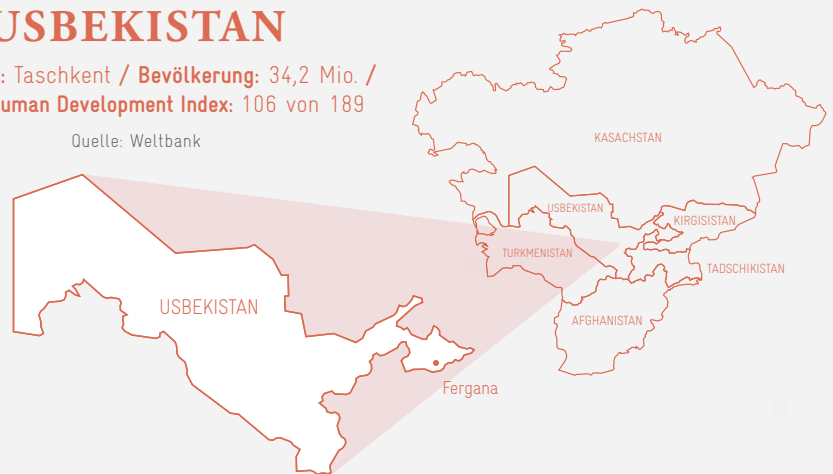 USBEKISTAN
: Taschkent / Bevölkerung: 34,2 Mio. /
uman Development Index: 106 von 189
Quelle: Weltbank
KASACHSTAN
USBEKISTAN
KIRGISISTAN
TURKMENISTAN
TADSCHIKISTAN
USBEKISTAN
AFGHANISTAN
Fergana